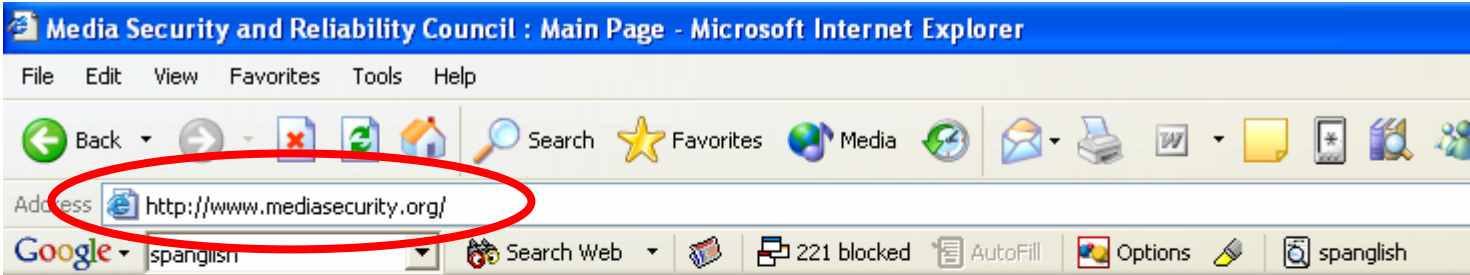 Media Security and Reliability Council : Main Page - Microsoft Internet Explorer
File Edit View Favorites Tools Help
Back Search Favorites Media W
Address http://www.mediasecurity.org/
Google spanglish Search Web 221 blocked AutoFill Options spanglish